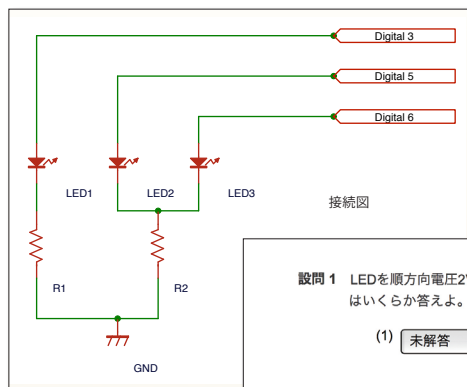 Digital 3
Digital 5
Digital 6
LED1
LED2
LED3
接続図
R1
R2
GND
設問 1 LEDを順方向電圧2
はいくらか答えよ。
(1) 未解答